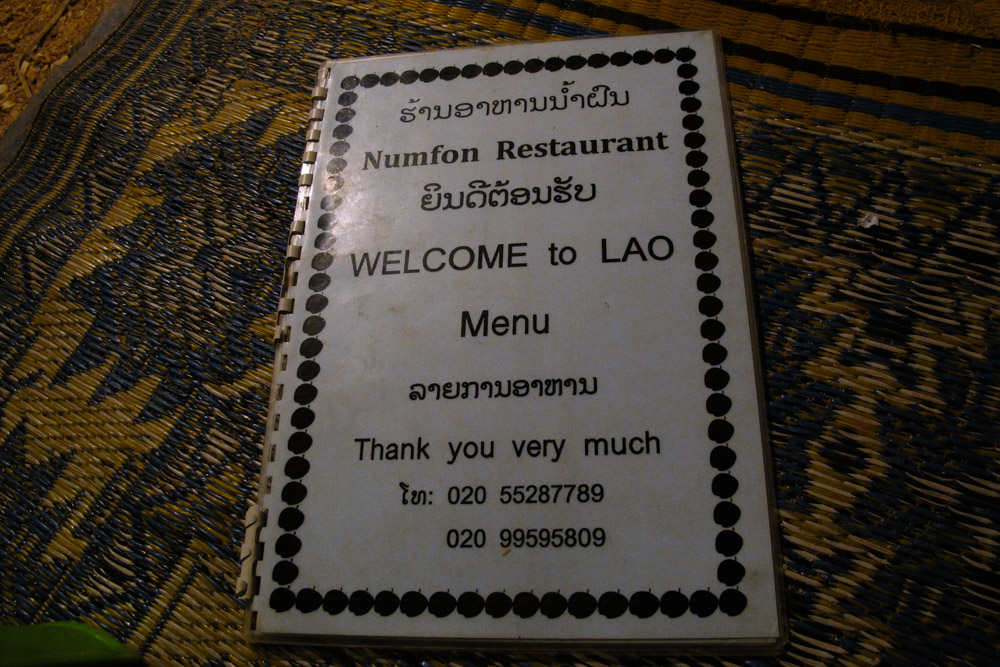 ຮ້ານອາຫານນ້ຳຝົນ
Numfon Restaurant
ຍິນດີຕ້ອນຮັບ
WELCOME to LAO
Menu
ລາຍການອາຫານ
Thank you very much
ໂທ: 020 55287789
020 99595809